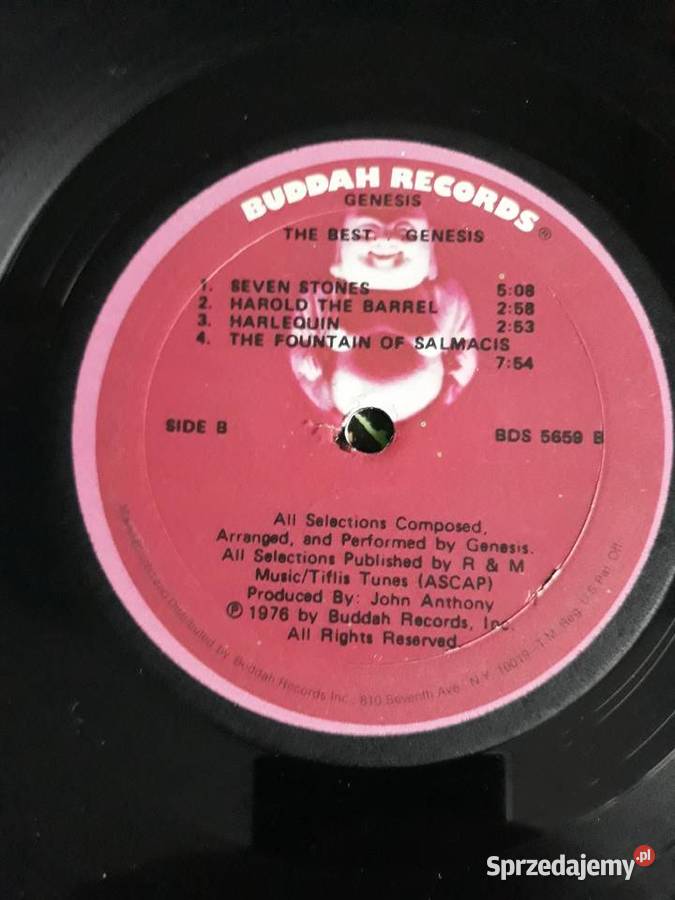 BUDDAH RECORDS®
GENESIS
THE BEST... GENESIS
1. SEVEN STONES 5:08
2. HAROLD THE BARREL 2:58
3. HARLEQUIN 2:53
4. THE FOUNTAIN OF SALMACIS
7:54
SIDE B
BDS 5659 B
All Selections Composed,
Arranged, and Performed by Genesis.
All Selections Published by R & M
Music/Tiflis Tunes (ASCAP)
Produced By: John Anthony
℗ 1976 by Buddah Records, Inc.
All Rights Reserved.
Manufactured and Distributed by Buddah Records Inc., 810 Seventh Ave., N.Y. 10019 - T.M. Reg. U.S. Pat. Off.
Sprzedajemy.pl